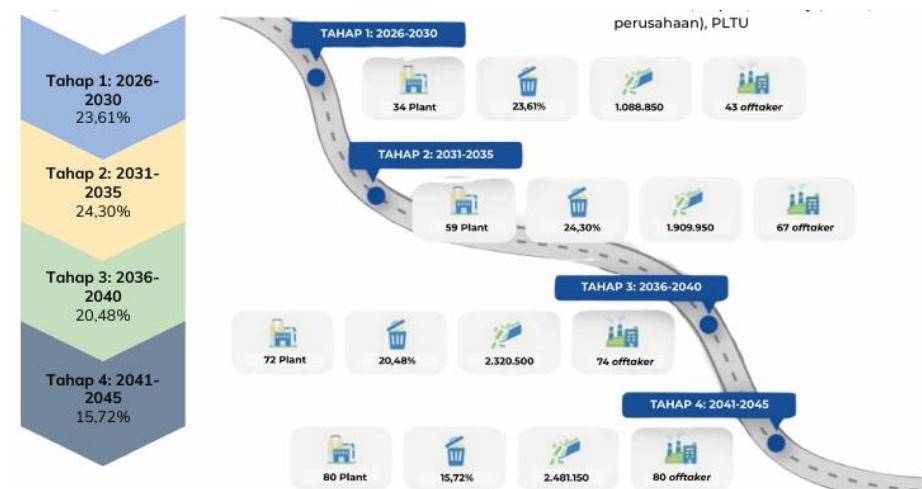 perusahaan), PLTU
Tahap 1: 2026-
2030
23,61%
Tahap 2: 2031-
2035
24,30%
Tahap 3: 2036-
2040
20,48%
Tahap 4: 2041-
2045
15,72%
TAHAP 1: 2026-2030
34 Plant
23,61%
1.088.850
43 offtaker
TAHAP 2: 2031-2035
59 Plant
24,30%
1.909.950
67 offtaker
TAHAP 3: 2036-2040
72 Plant
20,48%
2.320.500
74 offtaker
TAHAP 4: 2041-2045
80 Plant
15,72%
2.481.150
80 offtaker